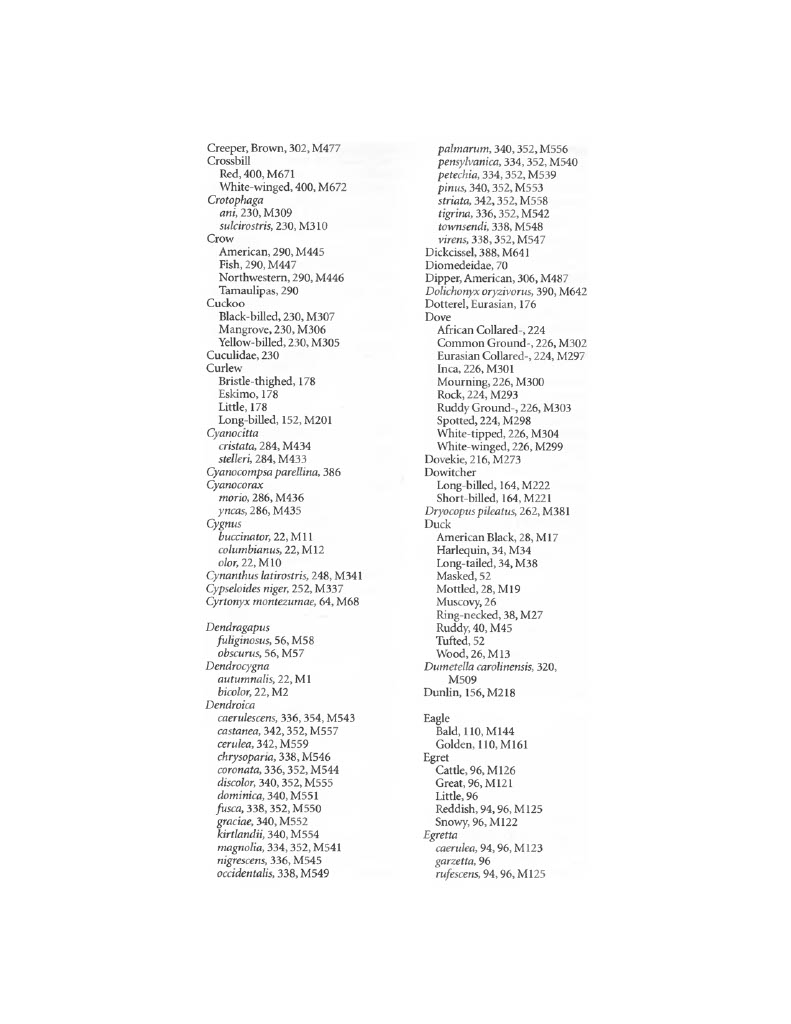 Creeper, Brown, 302, M477
Crossbill
Red, 400, M671
White-winged, 400, M672
Crotophaga
ani, 230, M309
sulcirostris, 230, M310
Crow
American, 290, M445
Fish, 290, M447
Northwestern, 290, M446
Tamaulipas, 290
Cuckoo
Black-billed, 230, M307
Mangrove, 230, M306
Yellow-billed, 230, M305
Cuculidae, 230
Curlew
Bristle-thighed, 178
Eskimo, 178
Little, 178
Long-billed, 152, M201
Cyanocitta
cristata, 284, M434
stelleri, 284, M433
Cyanocompsa parellina, 386
Cyanocorax
morio, 286, M436
yncas, 286, M435
Cygnus
buccinator, 22, M11
columbianus, 22, M12
olor, 22, M10
Cynanthus latirostris, 248, M341
Cypseloides niger, 252, M337
Cyrtonyx montezumae, 64, M68
Dendragapus
fuliginosus, 56, M58
obscurus, 56, M57
Dendrocygna
autumnalis, 22, M1
bicolor, 22, M2
Dendroica
caerulescens, 336, 354, M543
castanea, 342, 352, M557
cerulea, 342, M559
chrysoparia, 338, M546
coronata, 336, 352, M544
discolor, 340, 352, M555
dominica, 340, M551
fusca, 338, 352, M550
graciae, 340, M552
kirtlandii, 340, M554
magnolia, 334, 352, M541
nigrescens, 336, M545
occidentalis, 338, M549
palmarum, 340, 352, M556
pensylvanica, 334, 352, M540
petechia, 334, 352, M539
pinus, 340, 352, M553
striata, 342, 352, M558
tigrina, 336, 352, M542
townsendi, 338, M548
virens, 338, 352, M547
Dickcissel, 388, M641
Diomedeidae, 70
Dipper, American, 306, M487
Dolichonyx oryzivorus, 390, M642
Dotterel, Eurasian, 176
Dove
African Collared-, 224
Common Ground-, 226, M302
Eurasian Collared-, 224, M297
Inca, 226, M301
Mourning, 226, M300
Rock, 224, M293
Ruddy Ground-, 226, M303
Spotted, 224, M298
White-tipped, 226, M304
White-winged, 226, M299
Dovekie, 216, M273
Dowitcher
Long-billed, 164, M222
Short-billed, 164, M221
Dryocopus pileatus, 262, M381
Duck
American Black, 28, M17
Harlequin, 34, M34
Long-tailed, 34, M38
Masked, 52
Mottled, 28, M19
Muscovy, 26
Ring-necked, 38, M27
Ruddy, 40, M45
Tufted, 52
Wood, 26, M13
Dumetella carolinensis, 320,
M509
Dunlin, 156, M218
Eagle
Bald, 110, M144
Golden, 110, M161
Egret
Cattle, 96, M126
Great, 96, M121
Little, 96
Reddish, 94, 96, M125
Snowy, 96, M122
Egretta
caerulea, 94, 96, M123
garzetta, 96
rufescens, 94, 96, M125